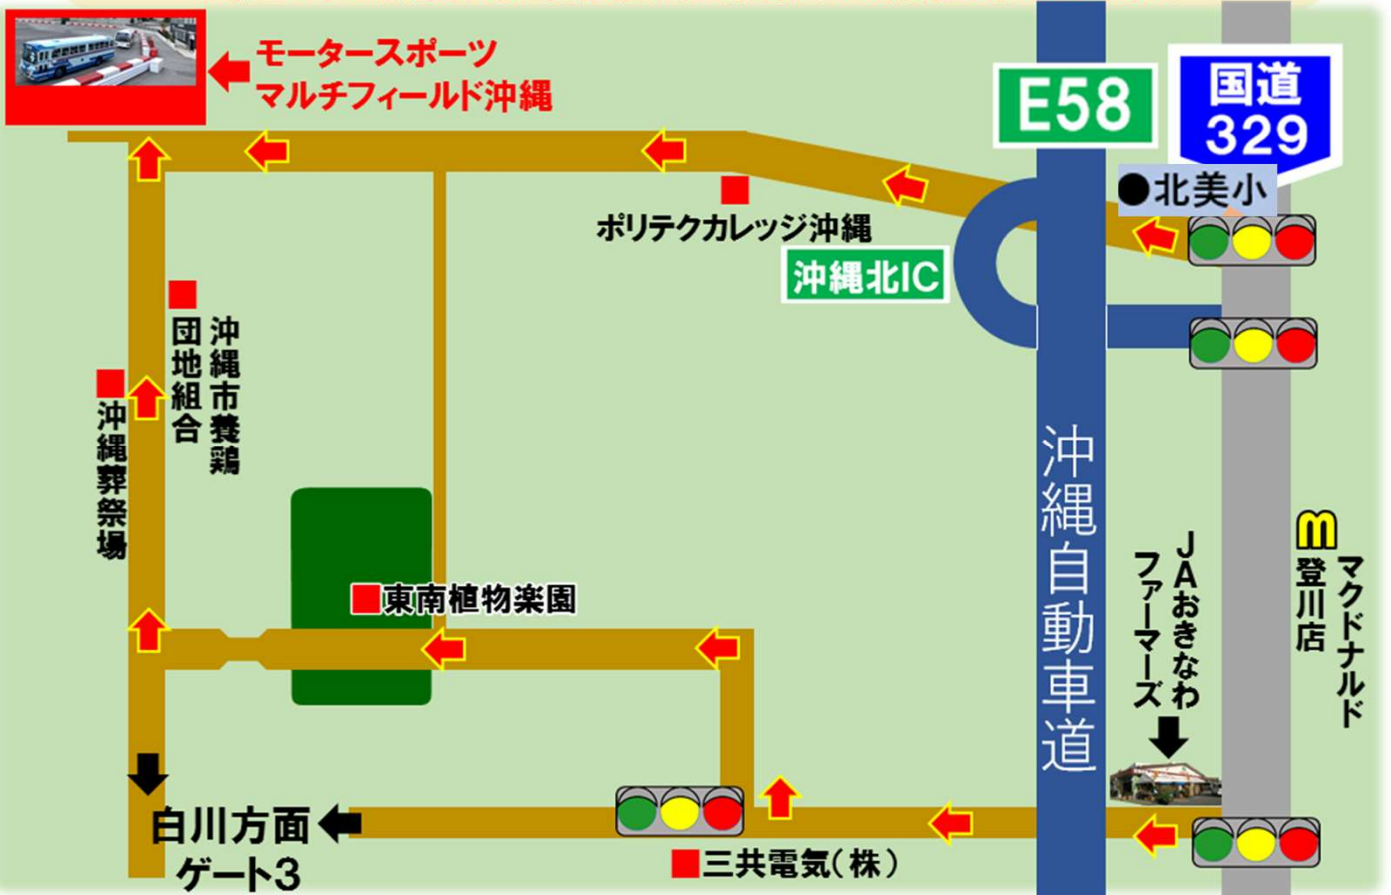 モータースポーツ
マルチフィールド沖縄
E58
国道
329
●北美小
ポリテクカレッジ沖縄
沖縄北IC
沖縄市養鶏
団地組合
沖縄葬祭場
東南植物楽園
沖縄自動車道
JAおきなわ
ファーマーズ
m
マクドナルド
登川店
白川方面
ゲート3
三共電気(株)